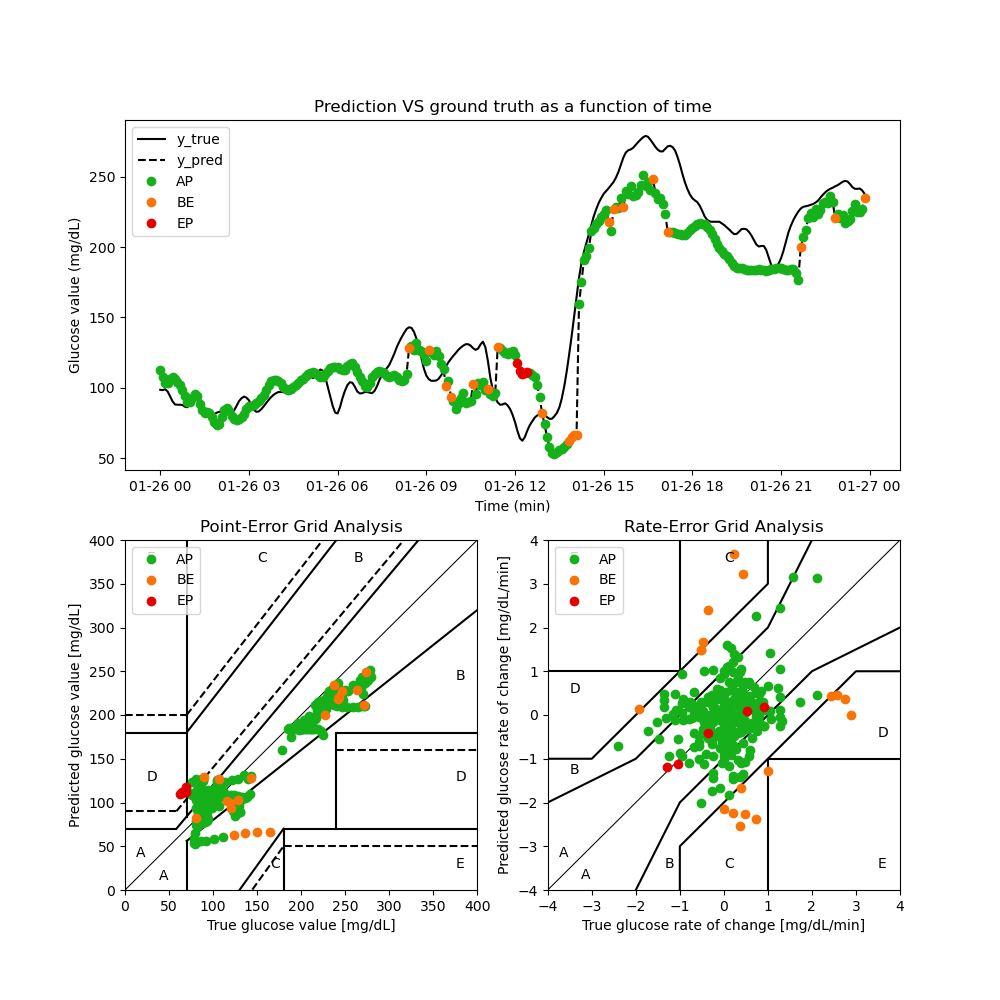 Prediction VS ground truth as a function of time
y_true
y_pred
AP
BE
EP
Glucose value (mg/dL)
250
200
150
100
50
01-26 00 01-26 03 01-26 06 01-26 09 01-26 12 01-26 15 01-26 18 01-26 21 01-27 00
Time (min)
Point-Error Grid Analysis
AP
BE
EP
C
B
B
D
D
A
A
C
E
Predicted glucose value [mg/dL]
400
350
300
250
200
150
100
50
0
0 50 100 150 200 250 300 350 400
True glucose value [mg/dL]
Rate-Error Grid Analysis
AP
BE
EP
C
D
D
B
A
A
B
C
E
Predicted glucose rate of change [mg/dL/min]
4
3
2
1
0
−1
−2
−3
−4
−4 −3 −2 −1 0 1 2 3 4
True glucose rate of change [mg/dL/min]